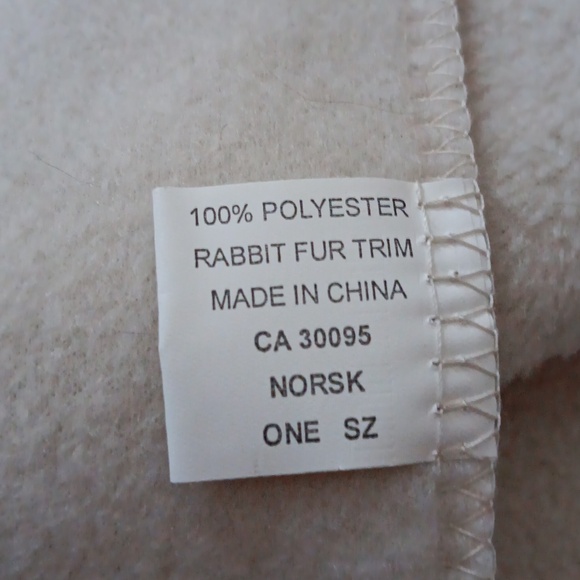 100% POLYESTER
RABBIT FUR TRIM
MADE IN CHINA
CA 30095
NORSK
ONE SZ